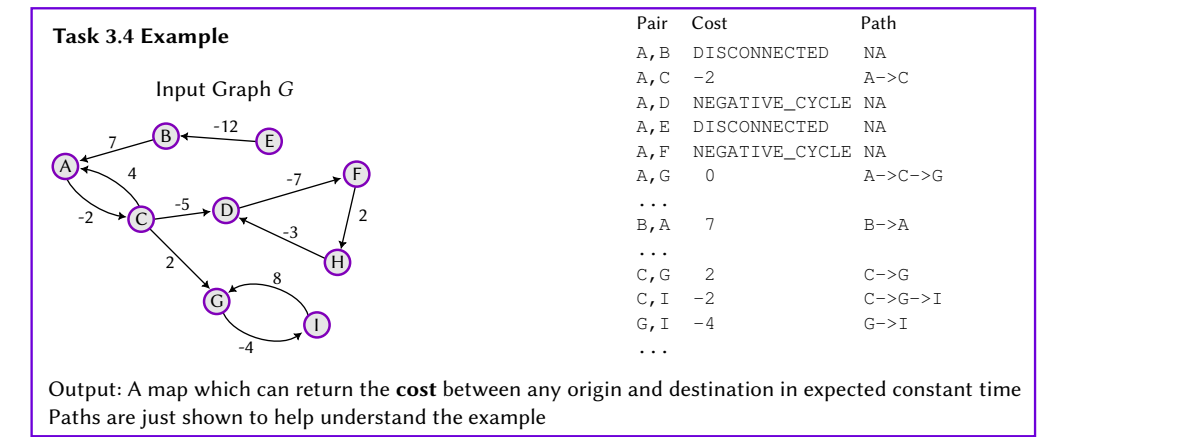 Task 3.4 Example
Input Graph G
7
B
-12
E
A
4
-2
C
-5
D
-7
F
2
-3
H
2
8
G
I
-4
Pair Cost Path
A,B DISCONNECTED NA
A,C -2 A->C
A,D NEGATIVE_CYCLE NA
A,E DISCONNECTED NA
A,F NEGATIVE_CYCLE NA
A,G 0 A->C->G
...
B,A 7 B->A
...
C,G 2 C->G
C,I -2 C->G->I
G,I -4 G->I
...
Output: A map which can return the cost between any origin and destination in expected constant time
Paths are just shown to help understand the example